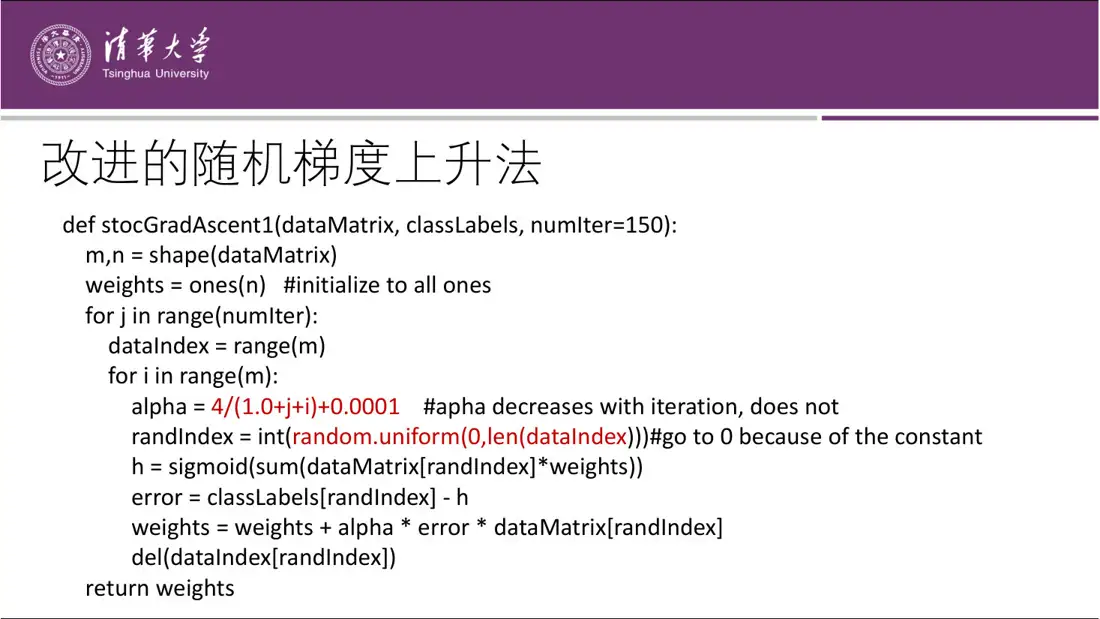 清华大学
Tsinghua University
改进的随机梯度上升法
def stocGradAscent1(dataMatrix, classLabels, numIter=150):
m,n = shape(dataMatrix)
weights = ones(n) #initialize to all ones
for j in range(numIter):
dataIndex = range(m)
for i in range(m):
alpha = 4/(1.0+j+i)+0.0001 #apha decreases with iteration, does not
randIndex = int(random.uniform(0,len(dataIndex)))#go to 0 because of the constant
h = sigmoid(sum(dataMatrix[randIndex]*weights))
error = classLabels[randIndex] - h
weights = weights + alpha * error * dataMatrix[randIndex]
del(dataIndex[randIndex])
return weights